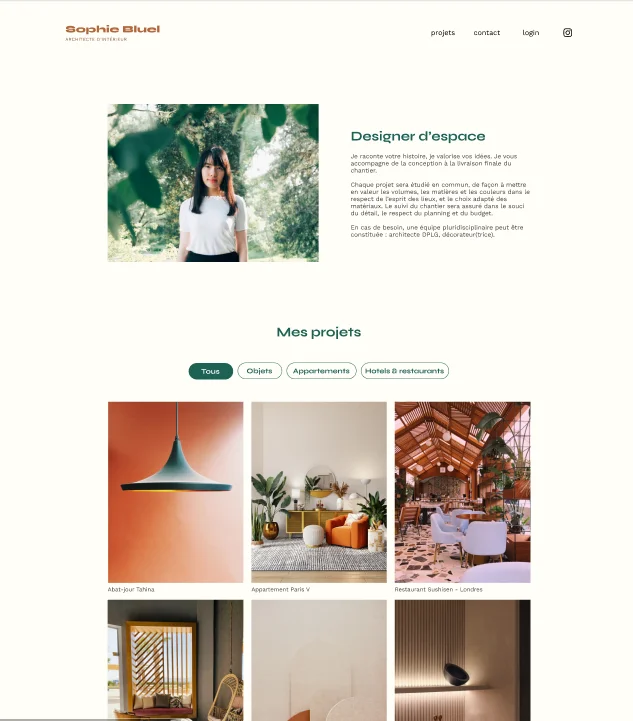 Sophie Bluel
ARCHITECTE D'INTÉRIEUR
projets
contact
login
Designer d'espace
Je raconte votre histoire, je valorise vos idées. Je vous
accompagne de la conception à la livraison finale du
chantier.
Chaque projet sera étudié en commun, de façon à mettre
en valeur les volumes, les matières et les couleurs dans le
respect de l'esprit des lieux, et le choix adapté des
matériaux. Le suivi du chantier sera assuré dans le souci
du détail, le respect du planning et du budget.
En cas de besoin, une équipe pluridisciplinaire peut être
constituée : architecte DPLG, décorateur(trice).
Mes projets
Tous
Objets
Appartements
Hotels & restaurants
Abat-jour Tahina
Appartement Paris V
Restaurant Sushisen - Londres